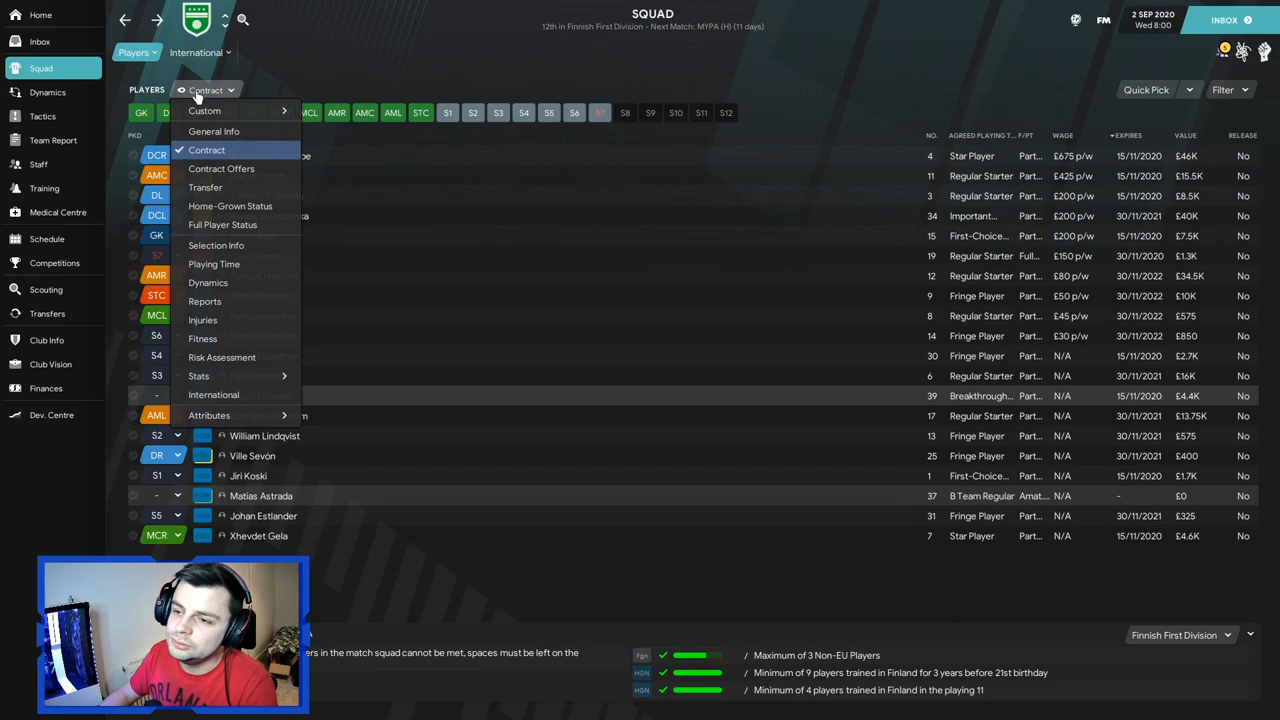 Home
SQUAD
12th in Finnish First Division - Next Match: MYPA (H) (11 days)
FM
2 SEP 2020
Wed 8:00
INBOX
Inbox
Squad
Dynamics
Tactics
Team Report
Staff
Training
Medical Centre
Schedule
Competitions
Scouting
Transfers
Club Info
Club Vision
Finances
Dev. Centre
Players
International
PLAYERS
Contract
Quick Pick
Filter
GK
MCL
AMR
AMC
AML
STC
S1
S2
S3
S4
S5
S6
S7
S8
S9
S10
S11
S12
Custom
General Info
Contract
Contract Offers
Transfer
Home-Grown Status
Full Player Status
Selection Info
Playing Time
Dynamics
Reports
Injuries
Fitness
Risk Assessment
Stats
International
Attributes
PKD NO. AGREED PLAYING T... F/PT WAGE EXPIRES VALUE RELEASE
DCR 4 Star Player Part... £675 p/w 15/11/2020 £46K No
AMC 11 Regular Starter Part... £425 p/w 15/11/2020 £15.5K No
DL 3 Regular Starter Part... £200 p/w 15/11/2020 £8.5K No
DCL 34 Important... Part... £200 p/w 30/11/2021 £40K No
GK 15 First-Choice... Part... £200 p/w 15/11/2020 £7.5K No
S7 19 Regular Starter Full... £150 p/w 15/11/2020 £1.3K No
AMR 12 Regular Starter Part... £80 p/w 30/11/2022 £34.5K No
STC 9 Fringe Player Part... £50 p/w 30/11/2022 £10K No
MCL 8 Regular Starter Part... £45 p/w 30/11/2022 £575 No
S6 14 Fringe Player Part... £30 p/w 30/11/2022 £850 No
S4 30 Fringe Player Part... N/A 15/11/2020 £2.7K No
S3 6 Regular Starter Part... N/A 30/11/2021 £16K No
- 39 Breakthrough... Part... N/A 15/11/2020 £4.4K No
AML 17 Regular Starter Part... N/A 30/11/2021 £13.75K No
S2 HGN William Lindqvist 13 Fringe Player Part... N/A 30/11/2021 £575 No
DR HGN Ville Sevón 25 Fringe Player Part... N/A 30/11/2021 £400 No
S1 HGN Jiri Koski 1 First-Choice... Part... N/A 15/11/2020 £1.7K No
- HGN Matias Astrada 37 B Team Regular Amat... N/A - £0 No
S5 HGN Johan Estlander 31 Fringe Player Part... N/A 30/11/2021 £325 No
MCR HGN Xhevdet Gela 7 Star Player Part... N/A 15/11/2020 £4.6K No
Finnish First Division
ers in the match squad cannot be met, spaces must be left on the
Fgn / Maximum of 3 Non-EU Players
HGN / Minimum of 9 players trained in Finland for 3 years before 21st birthday
HGN / Minimum of 4 players trained in Finland in the playing 11